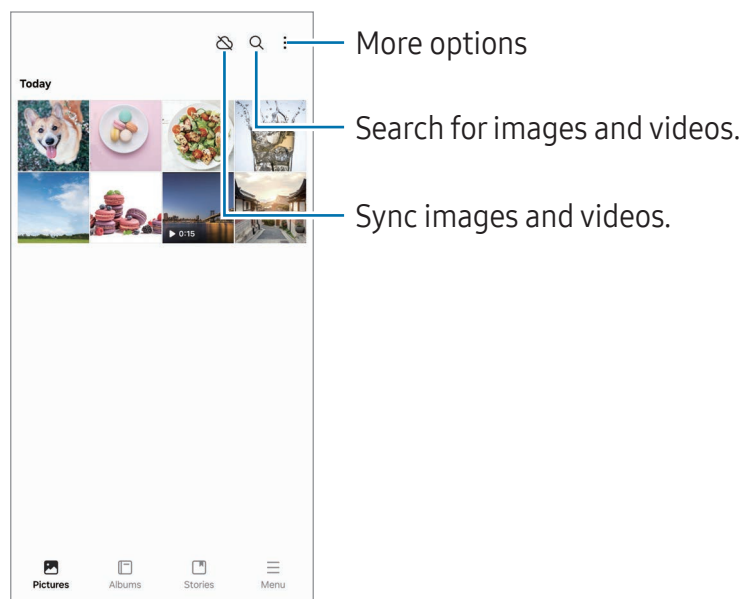 More options
Today
Search for images and videos.
Sync images and videos.
0:15
Pictures Albums Stories Menu